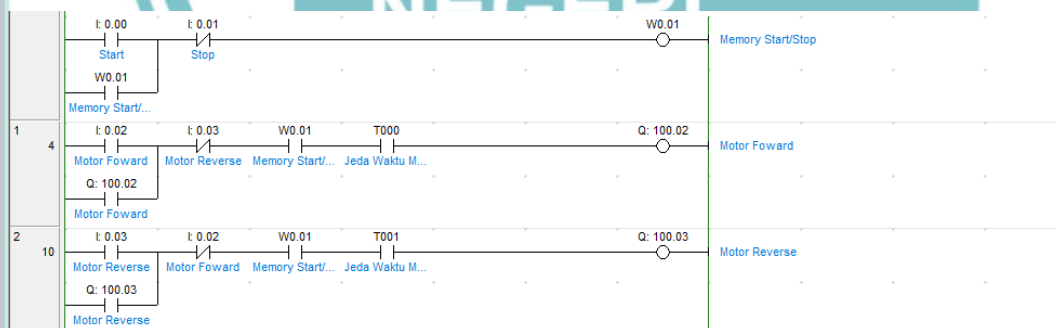 I: 0.00 I: 0.01 W0.01
Start Stop Memory Start/Stop
W0.01
Memory Start/...
1
4
I: 0.02 I: 0.03 W0.01 T000 Q: 100.02
Motor Foward Motor Reverse Memory Start/... Jeda Waktu M... Motor Foward
Q: 100.02
Motor Foward
2
10
I: 0.03 I: 0.02 W0.01 T001 Q: 100.03
Motor Reverse Motor Foward Memory Start/... Jeda Waktu M... Motor Reverse
Q: 100.03
Motor Reverse